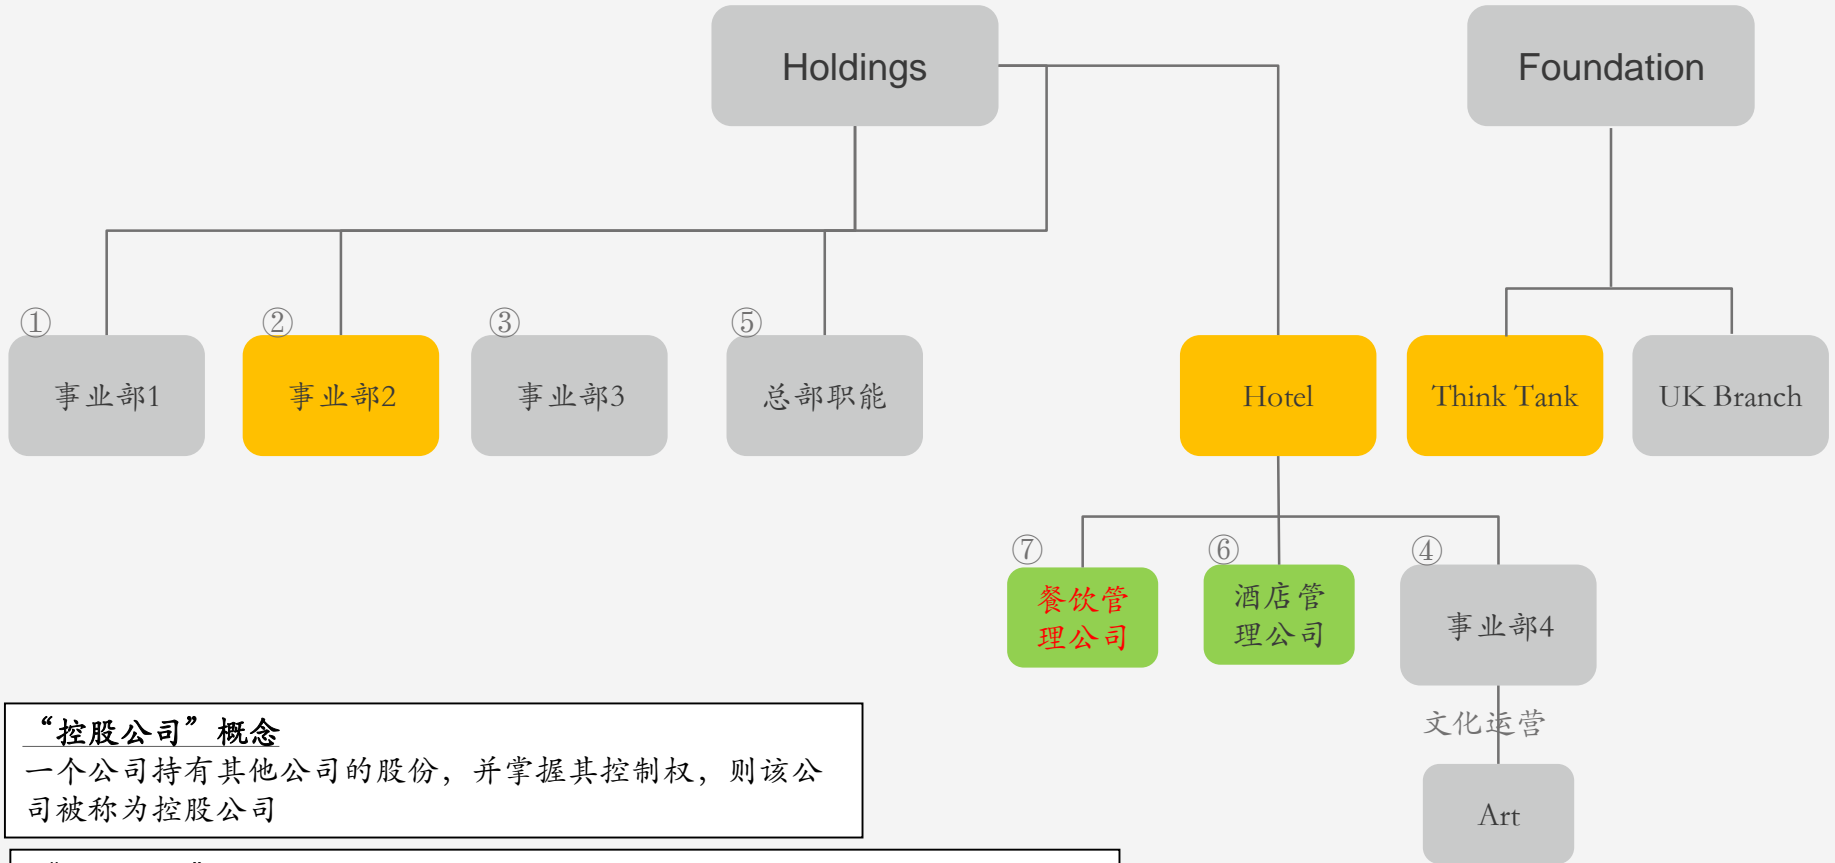 Holdings
Foundation
①
②
③
⑤
事业部1
事业部2
事业部3
总部职能
Hotel
Think Tank
UK Branch
⑦
⑥
④
餐饮管
理公司
酒店管
理公司
事业部4
文化运营
Art
“控股公司”概念
一个公司持有其他公司的股份，并掌握其控制权，则该公
司被称为控股公司